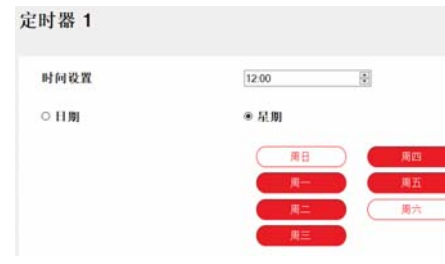 定时器 1
时间设置 12:00
日期 星期
周日 周四
周一 周五
周二 周六
周三